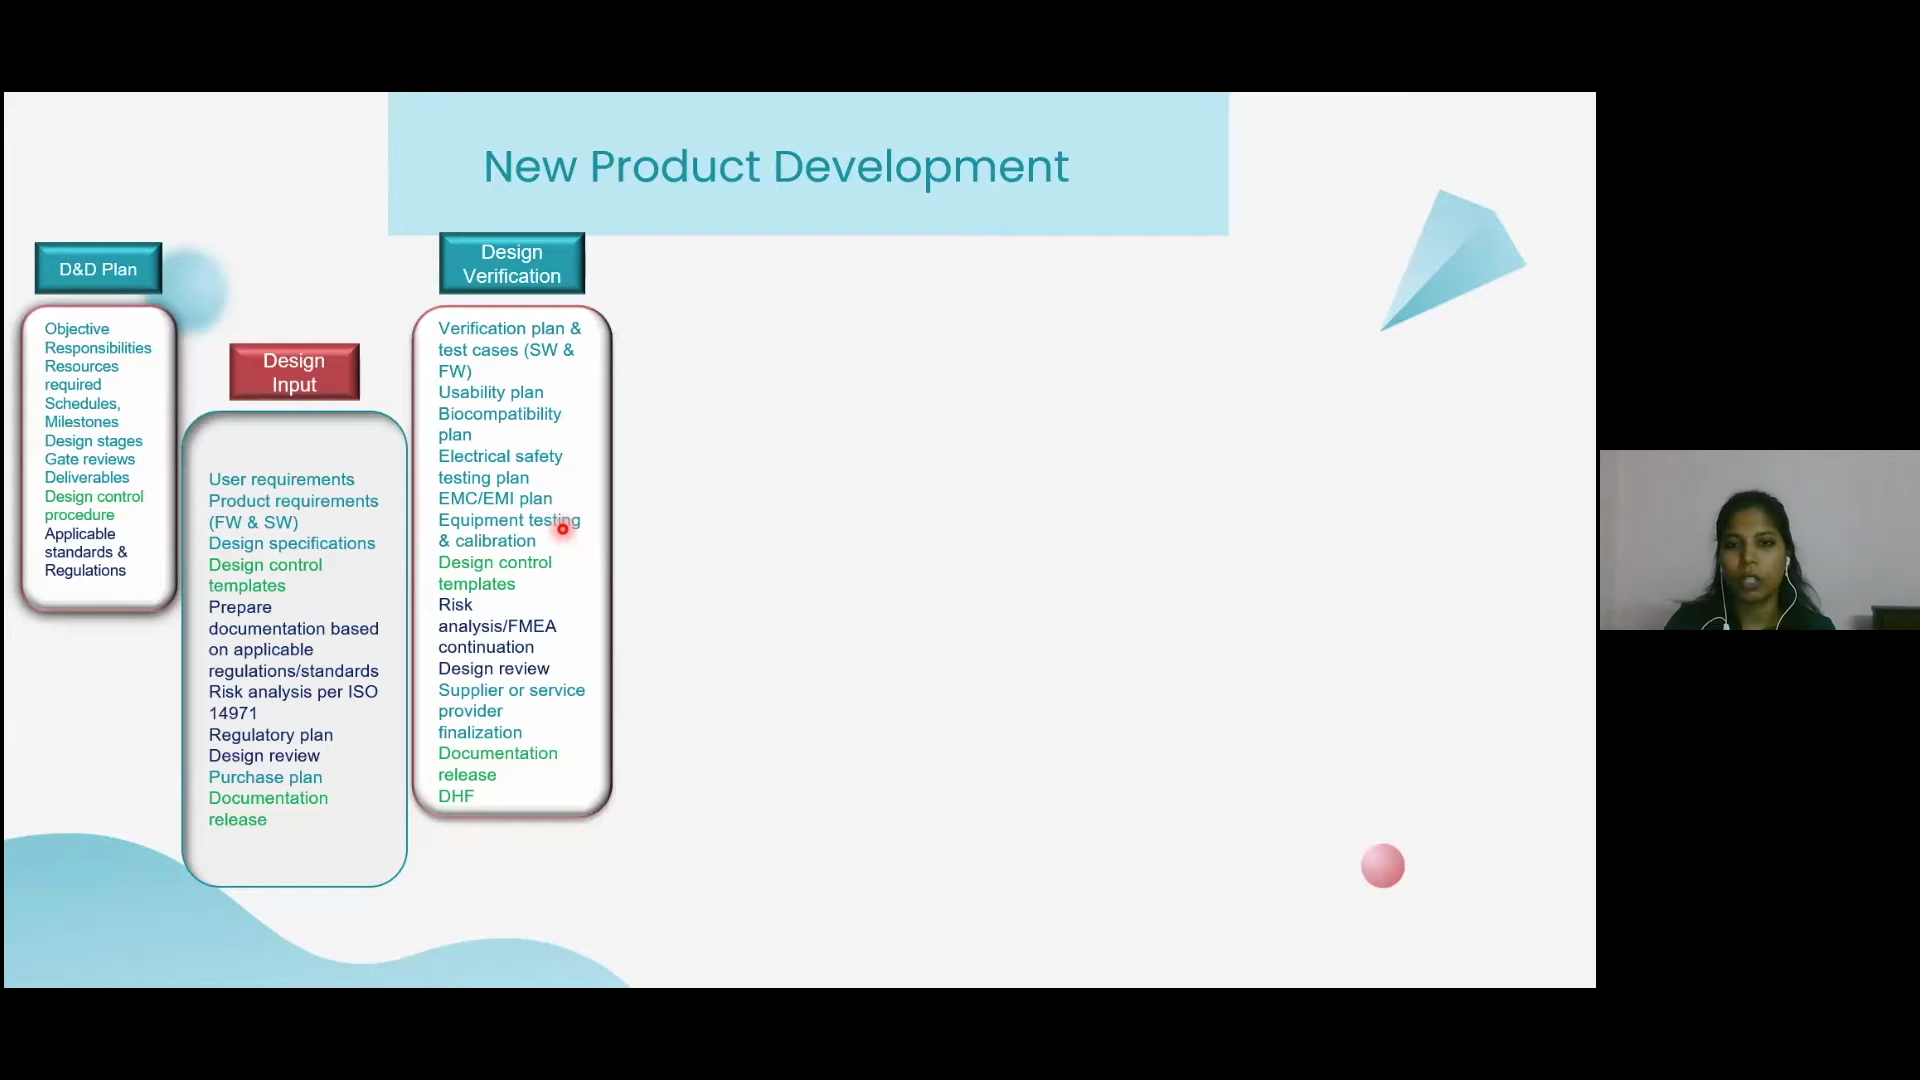 New Product Development
D&D Plan
Objective
Responsibilities
Resources
required
Schedules,
Milestones
Design stages
Gate reviews
Deliverables
Design control
procedure
Applicable
standards &
Regulations
Design
Input
User requirements
Product requirements
(FW & SW)
Design specifications
Design control
templates
Prepare
documentation based
on applicable
regulations/standards
Risk analysis per ISO
14971
Regulatory plan
Design review
Purchase plan
Documentation
release
Design
Verification
Verification plan &
test cases (SW &
FW)
Usability plan
Biocompatibility
plan
Electrical safety
testing plan
EMC/EMI plan
Equipment testing
& calibration
Design control
templates
Risk
analysis/FMEA
continuation
Design review
Supplier or service
provider
finalization
Documentation
release
DHF